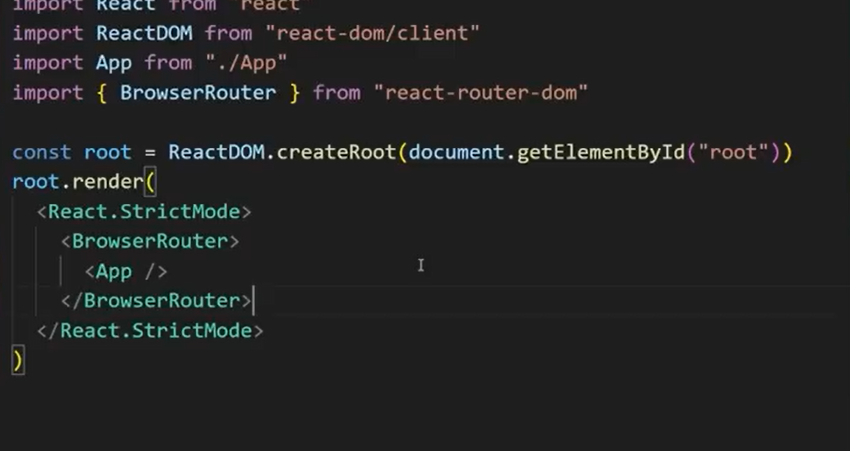 import React from "react"
import ReactDOM from "react-dom/client"
import App from "./App"
import { BrowserRouter } from "react-router-dom"
const root = ReactDOM.createRoot(document.getElementById("root"))
root.render(
<React.StrictMode>
<BrowserRouter>
<App />
</BrowserRouter>
</React.StrictMode>
)